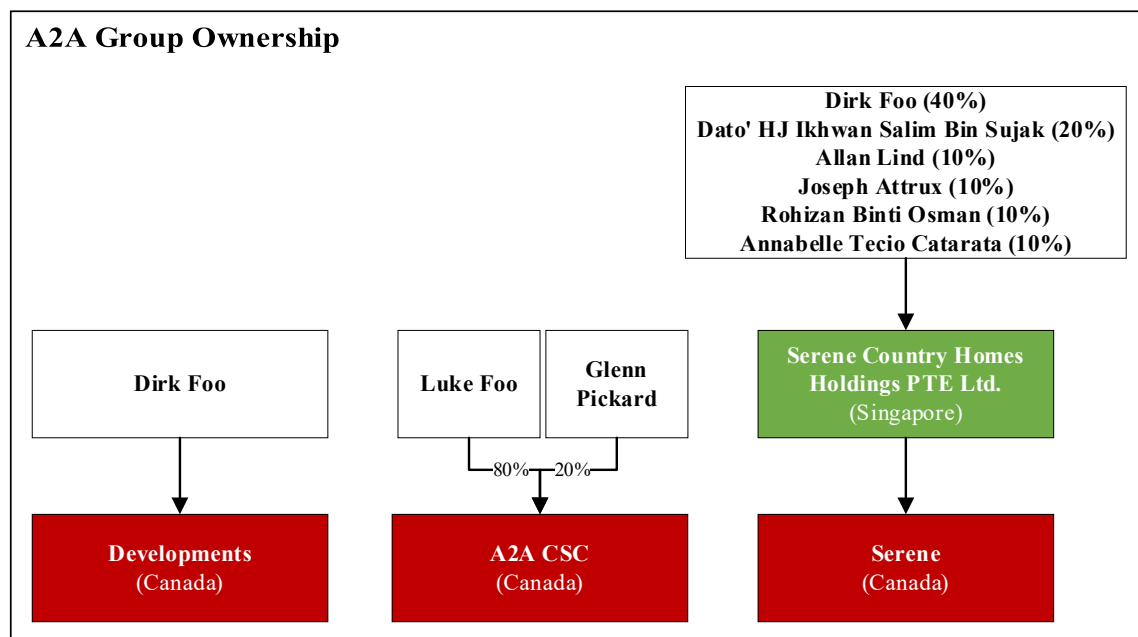 A2A Group Ownership
Dirk Foo (40%)
Dato' HJ Ikhwan Salim Bin Sujak (20%)
Allan Lind (10%)
Joseph Attrux (10%)
Rohizan Binti Osman (10%)
Annabelle Tecio Catarata (10%)
Dirk Foo
Luke Foo
Glenn
Pickard
Serene Country Homes
Holdings PTE Ltd.
(Singapore)
80%
20%
Developments
(Canada)
A2A CSC
(Canada)
Serene
(Canada)